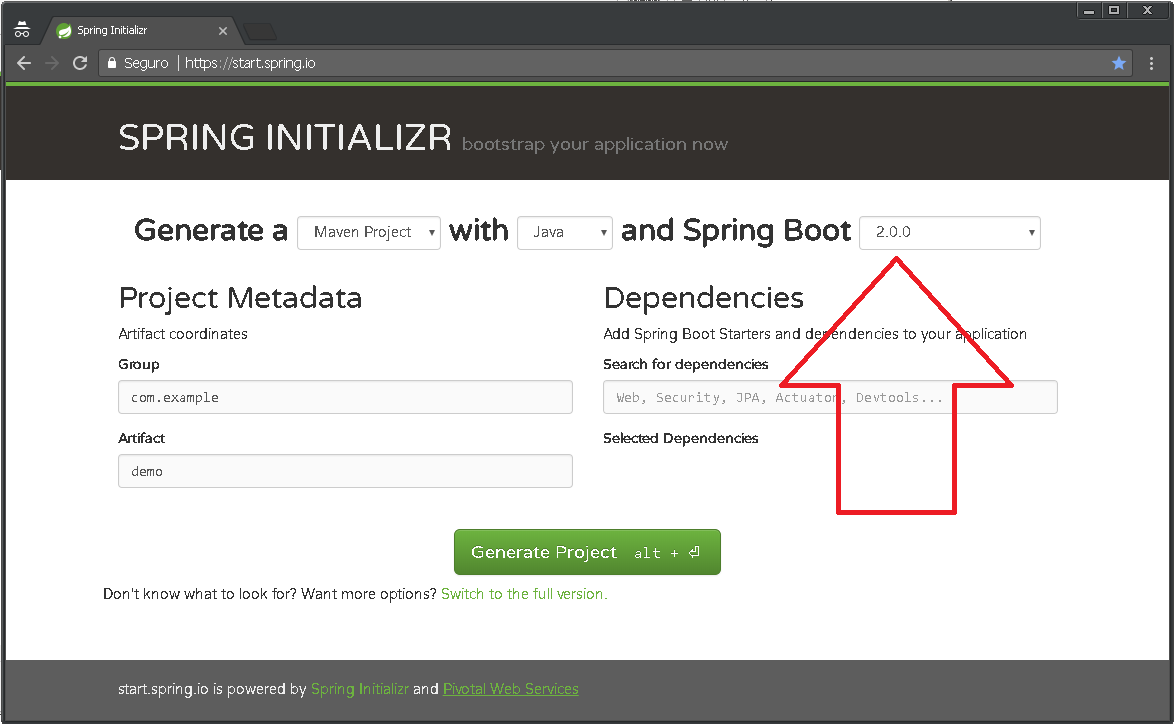 Spring Initializr
Seguro | https://start.spring.io
SPRING INITIALIZR bootstrap your application now
Generate a Maven Project with Java and Spring Boot 2.0.0
Project Metadata
Artifact coordinates
Group
com.example
Artifact
demo
Dependencies
Add Spring Boot Starters and dependencies to your application
Search for dependencies
Web, Security, JPA, Actuator, Devtools...
Selected Dependencies
Generate Project alt + ⏎
Don't know what to look for? Want more options? Switch to the full version.
start.spring.io is powered by Spring Initializr and Pivotal Web Services